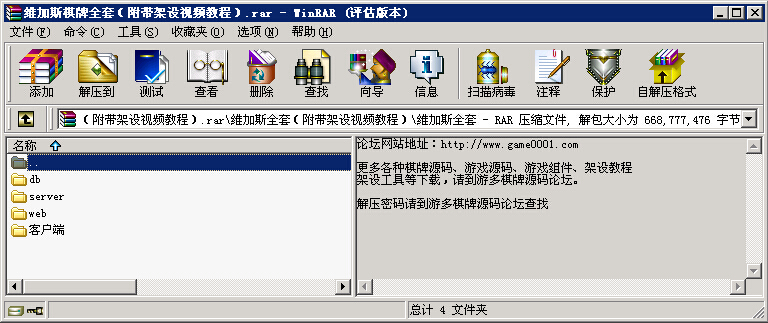 维加斯棋牌全套(附带架设视频教程).rar - WinRAR (评估版本)
文件(F) 命令(C) 工具(S) 收藏夹(O) 选项(N) 帮助(H)
添加 解压到 测试 查看 删除 查找 向导 信息 扫描病毒 注释 保护 自解压格式
(附带架设视频教程).rar\维加斯全套(附带架设视频教程)\维加斯全套 - RAR 压缩文件, 解包大小为 668,777,476 字节
名称
..
db
server
web
客户端
论坛网站地址：http://www.game0001.com
更多各种棋牌源码、游戏源码、游戏组件、架设教程
架设工具等下载，请到游多棋牌源码论坛。
解压密码请到游多棋牌源码论坛查找
总计 4 文件夹